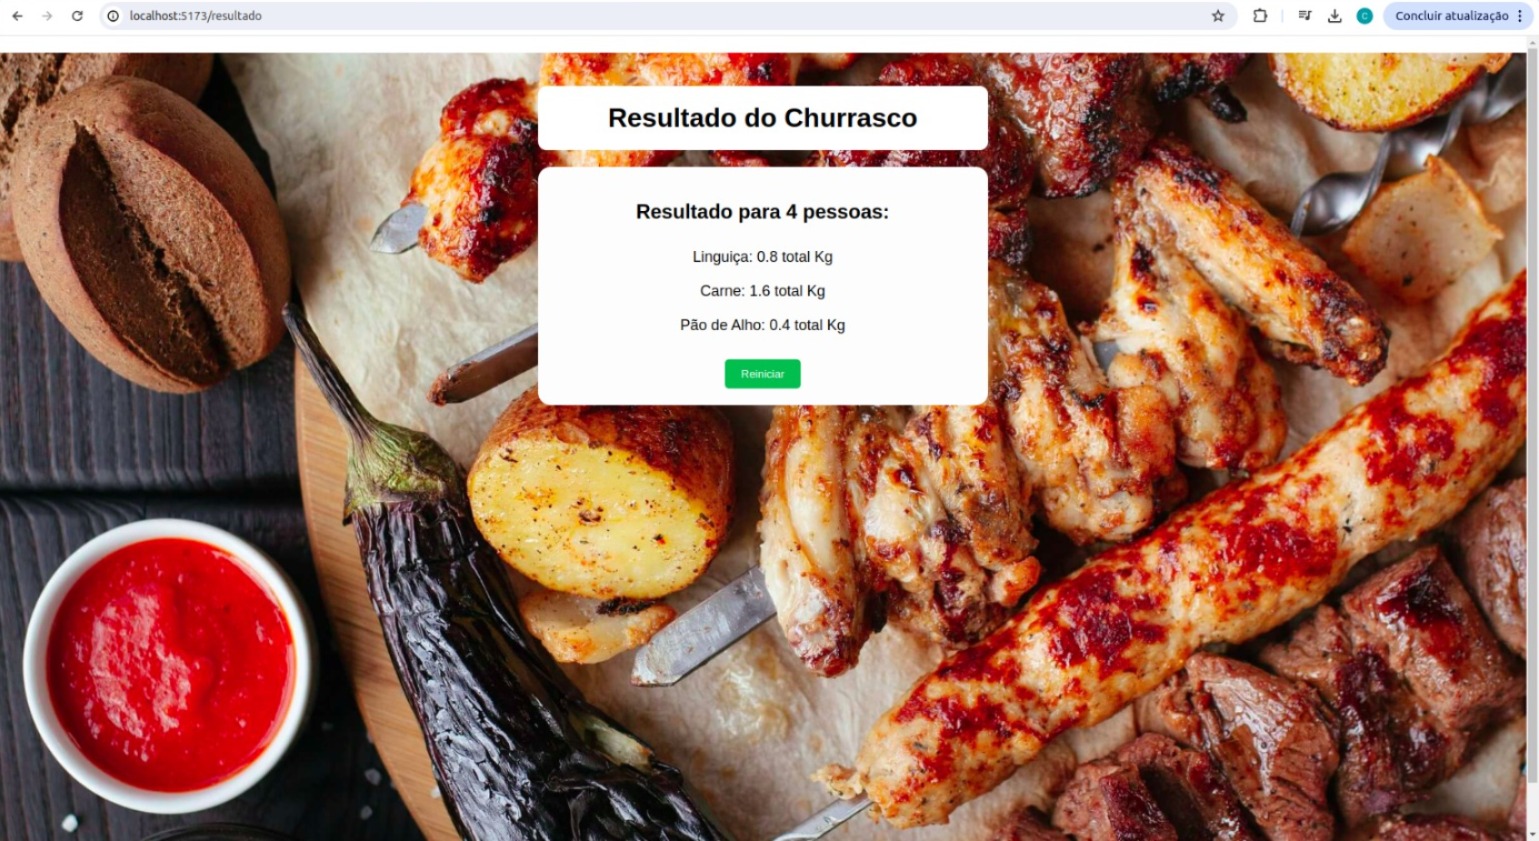 localhost:5173/resultado
C
Concluir atualização
Resultado do Churrasco
Resultado para 4 pessoas:
Linguiça: 0.8 total Kg
Carne: 1.6 total Kg
Pão de Alho: 0.4 total Kg
Reiniciar